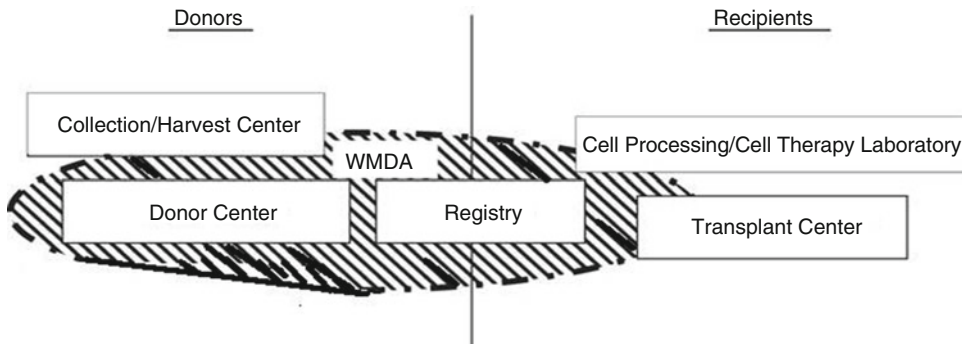 Donors
Recipients
Collection/Harvest Center
Cell Processing/Cell Therapy Laboratory
WMDA
Donor Center
Registry
Transplant Center